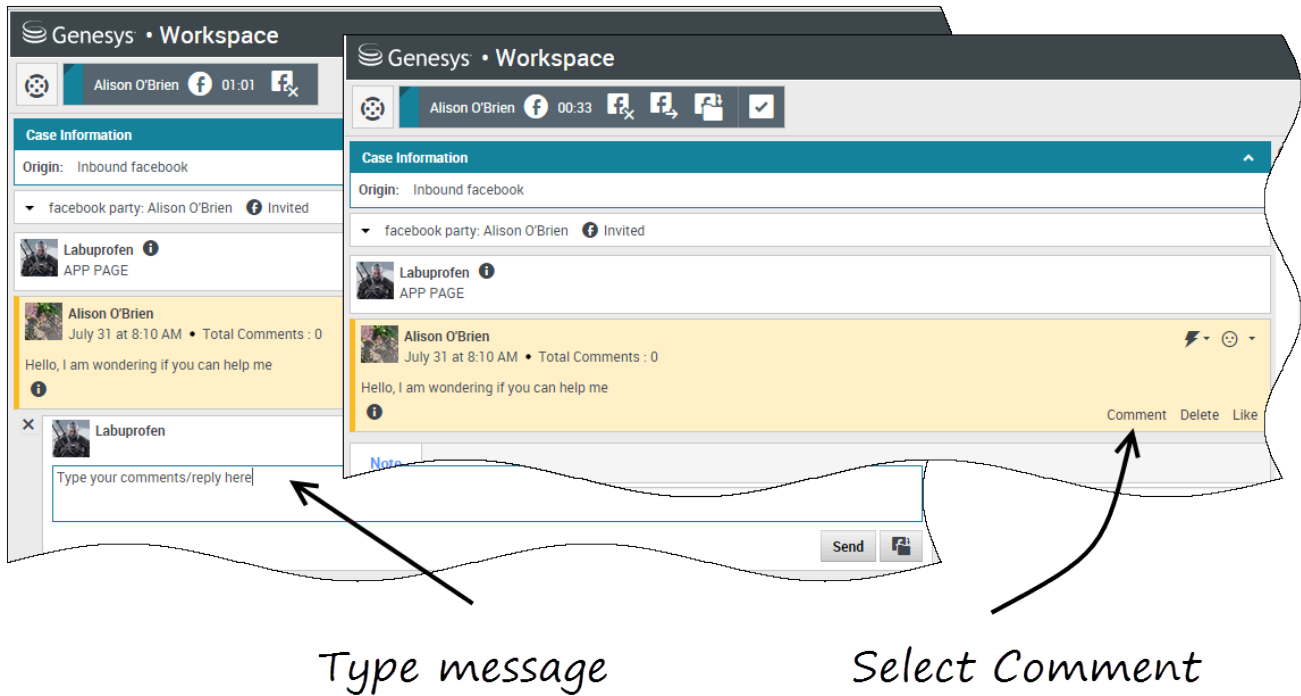 Genesys • Workspace
Alison O'Brien 01:01
Case Information
Origin: Inbound facebook
facebook party: Alison O'Brien Invited
Labuprofen
APP PAGE
Alison O'Brien
July 31 at 8:10 AM • Total Comments : 0
Hello, I am wondering if you can help me
Labuprofen
Type your comments/reply here
Send
Genesys • Workspace
Alison O'Brien 00:33
Case Information
Origin: Inbound facebook
facebook party: Alison O'Brien Invited
Labuprofen
APP PAGE
Alison O'Brien
July 31 at 8:10 AM • Total Comments : 0
Hello, I am wondering if you can help me
Comment Delete Like
Note
Type message
Select Comment